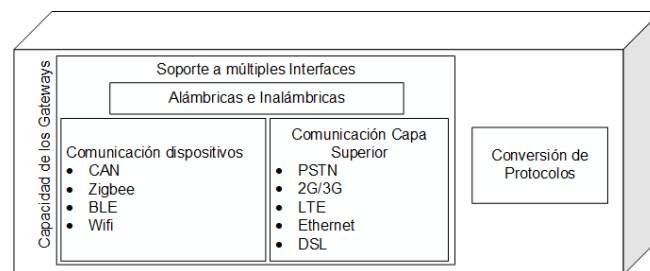 Capacidad de los Gateways
Soporte a múltiples Interfaces
Alámbricas e Inalámbricas
Comunicación dispositivos
• CAN
• Zigbee
• BLE
• Wifi
Comunicación Capa
Superior
• PSTN
• 2G/3G
• LTE
• Ethernet
• DSL
Conversión de
Protocolos